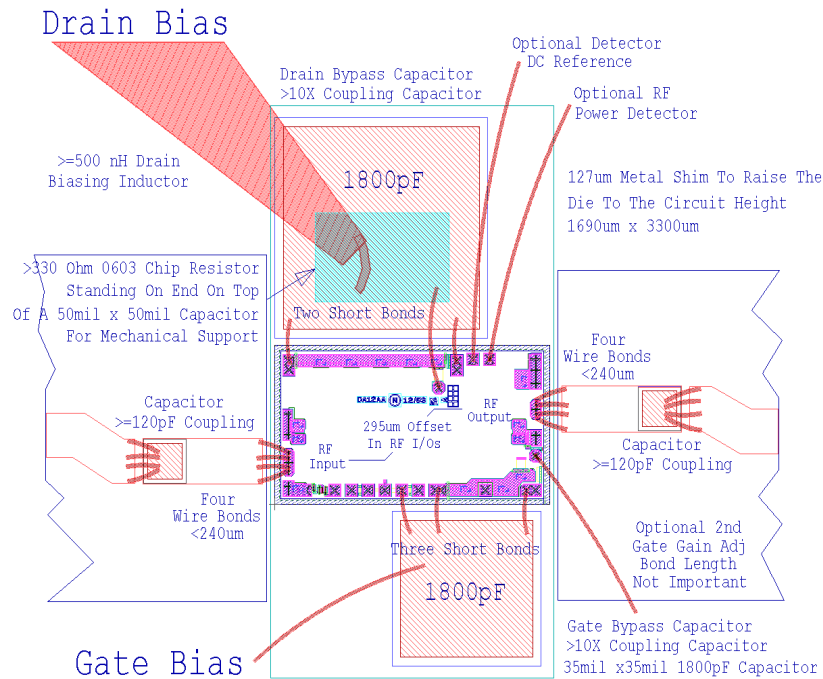 Drain Bias
Optional Detector
DC Reference
Drain Bypass Capacitor
>10X Coupling Capacitor
Optional RF
Power Detector
>=500 nH Drain
Biasing Inductor
1800pF
127um Metal Shim To Raise The
Die To The Circuit Height
1690um x 3300um
>330 Ohm 0603 Chip Resistor
Standing On End On Top
Of A 50mil x 50mil Capacitor
For Mechanical Support
Two Short Bonds
Four
Wire Bonds
<240um
DA12AA N 12/53
RF
Output
295um Offset
In RF I/Os
RF
Input
Capacitor
>=120pF Coupling
Capacitor
>=120pF Coupling
Four
Wire Bonds
<240um
Three Short Bonds
1800pF
Optional 2nd
Gate Gain Adj
Bond Length
Not Important
Gate Bias
Gate Bypass Capacitor
>10X Coupling Capacitor
35mil x35mil 1800pF Capacitor